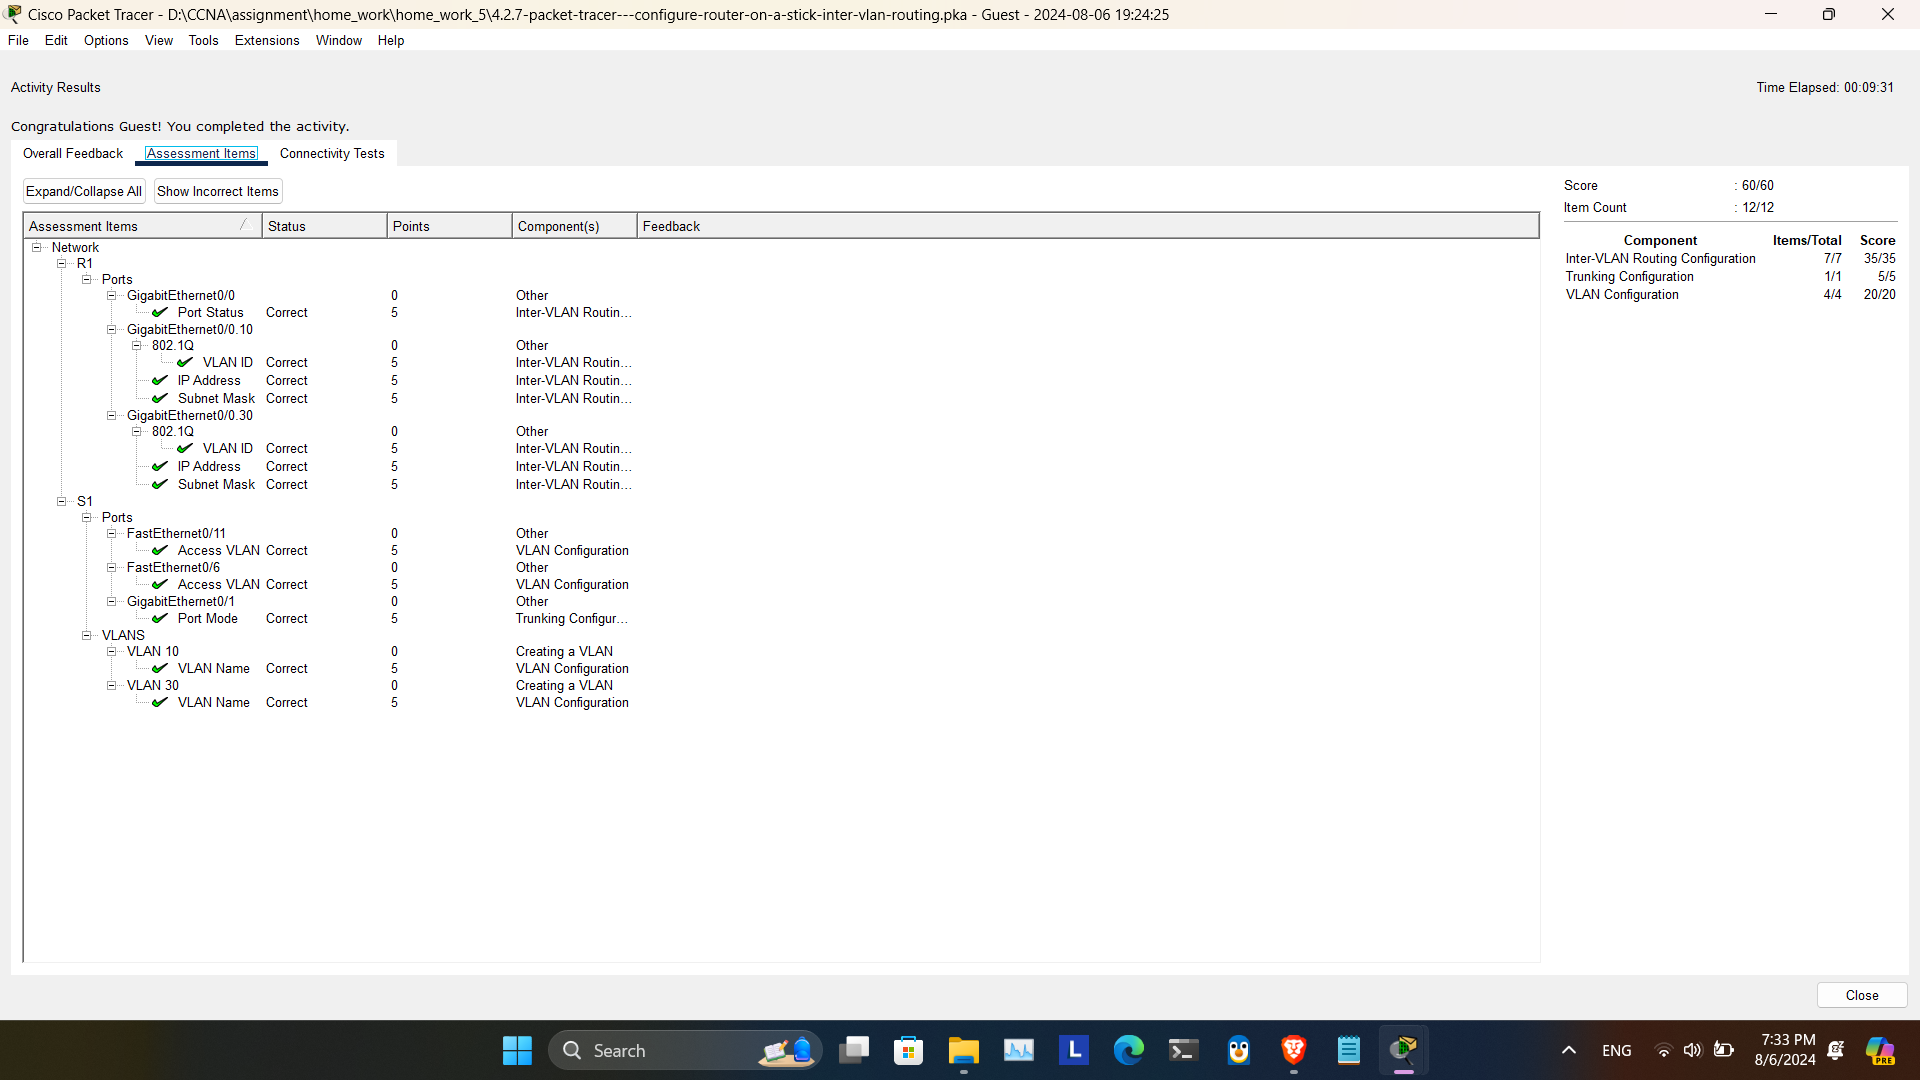 Cisco Packet Tracer - D:\CCNA\assignment\home_work\home_work_5\4.2.7-packet-tracer---configure-router-on-a-stick-inter-vlan-routing.pka - Guest - 2024-08-06 19:24:25
File Edit Options View Tools Extensions Window Help
Activity Results
Time Elapsed: 00:09:31
Congratulations Guest! You completed the activity.
Overall Feedback Assessment Items Connectivity Tests
Expand/Collapse All Show Incorrect Items
Assessment Items Status Points Component(s) Feedback
Network
R1
Ports
GigabitEthernet0/0 0 Other
Port Status Correct 5 Inter-VLAN Routin...
GigabitEthernet0/0.10
802.1Q 0 Other
VLAN ID Correct 5 Inter-VLAN Routin...
IP Address Correct 5 Inter-VLAN Routin...
Subnet Mask Correct 5 Inter-VLAN Routin...
GigabitEthernet0/0.30
802.1Q 0 Other
VLAN ID Correct 5 Inter-VLAN Routin...
IP Address Correct 5 Inter-VLAN Routin...
Subnet Mask Correct 5 Inter-VLAN Routin...
S1
Ports
FastEthernet0/11 0 Other
Access VLAN Correct 5 VLAN Configuration
FastEthernet0/6 0 Other
Access VLAN Correct 5 VLAN Configuration
GigabitEthernet0/1 0 Other
Port Mode Correct 5 Trunking Configur...
VLANS
VLAN 10 0 Creating a VLAN
VLAN Name Correct 5 VLAN Configuration
VLAN 30 0 Creating a VLAN
VLAN Name Correct 5 VLAN Configuration
Score : 60/60
Item Count : 12/12
Component Items/Total Score
Inter-VLAN Routing Configuration 7/7 35/35
Trunking Configuration 1/1 5/5
VLAN Configuration 4/4 20/20
Close
Search
L
ENG
7:33 PM
8/6/2024
PRE